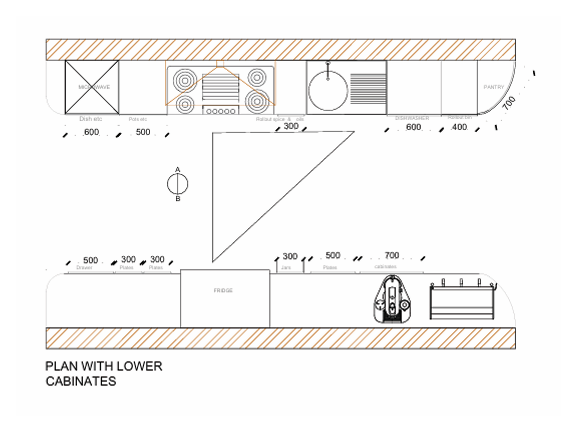 MICROWAVE
PANTRY
700
Dish etc
Pots etc
Rollout spice & oils
DISHWASHER
600
500
300
600
400
A
B
500
300
300
300
500
700
Drawer
Plates
Plates
Jars
Plates
cabinates
FRIDGE
PLAN WITH LOWER
CABINATES